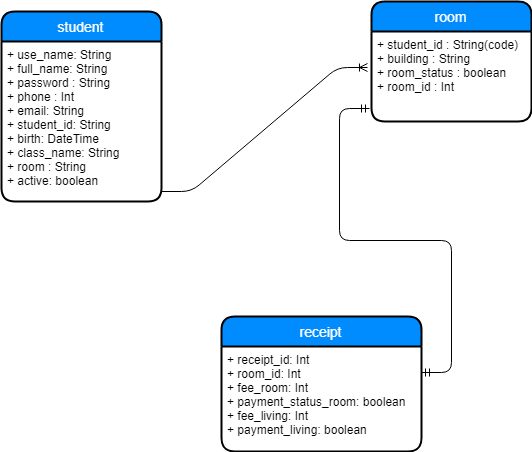 student
+ use_name: String
+ full_name: String
+ password : String
+ phone : Int
+ email: String
+ student_id: String
+ birth: DateTime
+ class_name: String
+ room : String
+ active: boolean
room
+ student_id : String(code)
+ building : String
+ room_status : boolean
+ room_id : Int
receipt
+ receipt_id: Int
+ room_id: Int
+ fee_room: Int
+ payment_status_room: boolean
+ fee_living: Int
+ payment_living: boolean